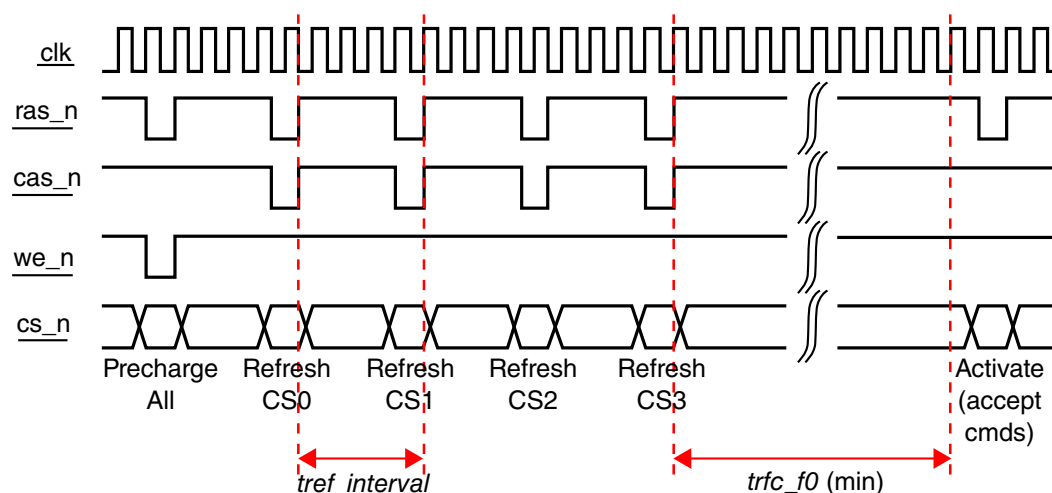 clk
ras_n
cas_n
we_n
cs_n
Precharge
All
Refresh
CS0
Refresh
CS1
Refresh
CS2
Refresh
CS3
Activate
(accept
cmds)
tref_interval
trfc_f0 (min)